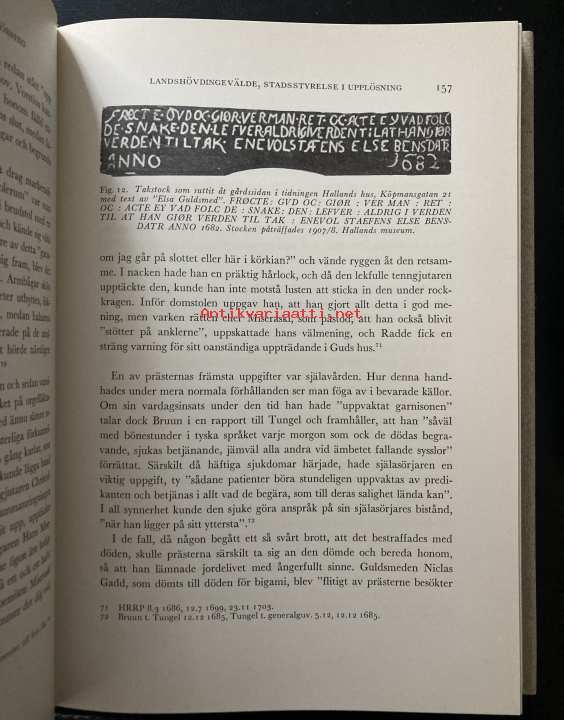 LANDSHÖVDINGEVÄLDE, STADSSTYRELSE I UPPLÖSNING 157
FRØCTE GVD OC GIØR VER MAN RET OC ACTE EY VAD FOLC
DE SNAKE DEN LEFVER ALDRIG I VERDEN TIL AT HAN GIØR
VERDEN TIL TAK ENEVOLSTÆENS ELSE BENSDATR
ANNO 1682
Fig. 12. Takstock som suttit åt gårdssidan i tidningen Hallands hus, Köpmansgatan 21
med text av "Elsa Guldsmed". FRØCTE: GVD OC: GIØR : VER MAN : RET :
OC : ACTE EY VAD FOLC DE : SNAKE: DEN: LEFVER : ALDRIG I VERDEN
TIL AT HAN GIØR VERDEN TIL TAK : ENEVOL STAEFENS ELSE BENS-
DATR ANNO 1682. Stocken påträffades 1907/8. Hallands museum.
om jag går på slottet eller här i körkian?" och vände ryggen åt den retsam-
me. I nacken hade han en präktig hårlock, och då den lekfulle tenngjutaren
upptäckte den, kunde han inte motstå lusten att sticka in den under rock-
kragen. Inför domstolen uppgav han, att han gjort allt detta i god me-
ning, men varken rätten eller Miseraski, som påstod, att han också blivit
Antikvariaatti.net
"stötter på anklerne", uppskattade hans välmening, och Radde fick en
sträng varning för sitt oanständiga uppträdande i Guds hus.71
En av prästernas främsta uppgifter var själavården. Hur denna hand-
hades under mera normala förhållanden ser man föga av i bevarade källor.
Om sin vardagsinsats under den tid han hade "uppvaktat garnisonen"
talar dock Bruun i en rapport till Tungel och framhåller, att han "såväl
med bönestunder i tyska språket varje morgon som ock de dödas begra-
vande, sjukas betjänande, jämväl alla andra vid ämbetet fallande sysslor"
förrättat. Särskilt då häftiga sjukdomar härjade, hade själasörjaren en
viktig uppgift, ty "sådane patienter böra stundeligen uppvaktas av predi-
kanten och betjänas i allt vad de begära, som till deras salighet lända kan".
I all synnerhet kunde den sjuke göra anspråk på sin själasörjares bistånd,
"när han ligger på sitt yttersta".72
I de fall, då någon begått ett så svårt brott, att det bestraffades med
döden, skulle prästerna särskilt ta sig an den dömde och bereda honom,
så att han lämnade jordelivet med ångerfullt sinne. Guldsmeden Niclas
Gadd, som dömts till döden för bigami, blev "flitigt av prästerne besökter
71 HRRP 8.3 1686, 12.7 1699, 23.11 1703.
72 Bruun t. Tungel 12.12 1685, Tungel t. generalguv. 5.12, 12.12 1685.